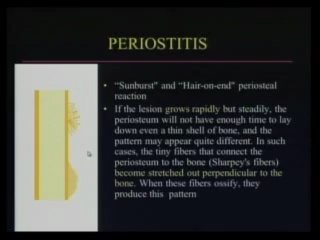 PERIOSTITIS
• "Sunburst" and "Hair-on-end" periosteal
reaction
• If the lesion grows rapidly but steadily, the
periosteum will not have enough time to lay
down even a thin shell of bone, and the
pattern may appear quite different. In such
cases, the tiny fibers that connect the
periosteum to the bone (Sharpey's fibers)
become stretched out perpendicular to the
bone. When these fibers ossify, they
produce this pattern